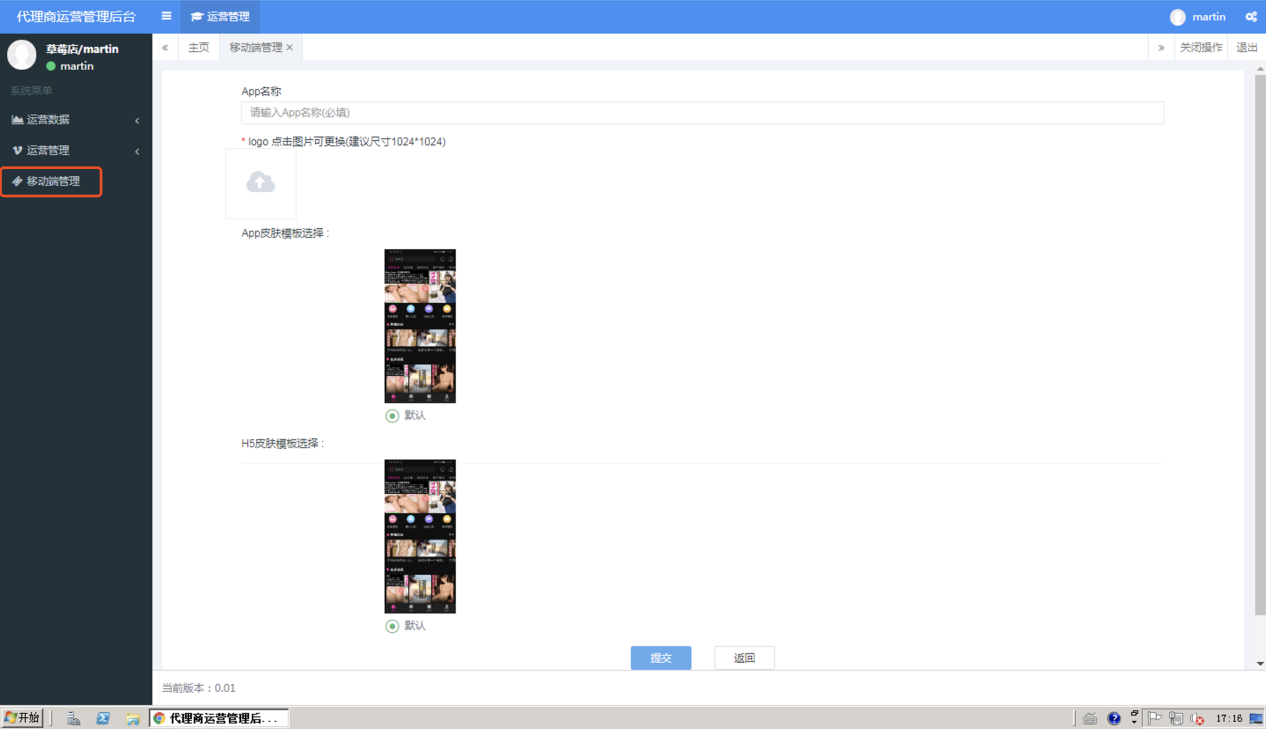 代理商运营管理后台
运营管理
martin
草莓店/martin
martin
«
主页
移动端管理 ×
»
关闭操作
退出
系统菜单
运营数据
运营管理
移动端管理
App名称
请输入App名称(必填)
* logo 点击图片可更换(建议尺寸1024*1024)
App皮肤模板选择 :
默认
H5皮肤模板选择 :
默认
提交
返回
当前版本：0.01
开始
代理商运营管理后...
17:16